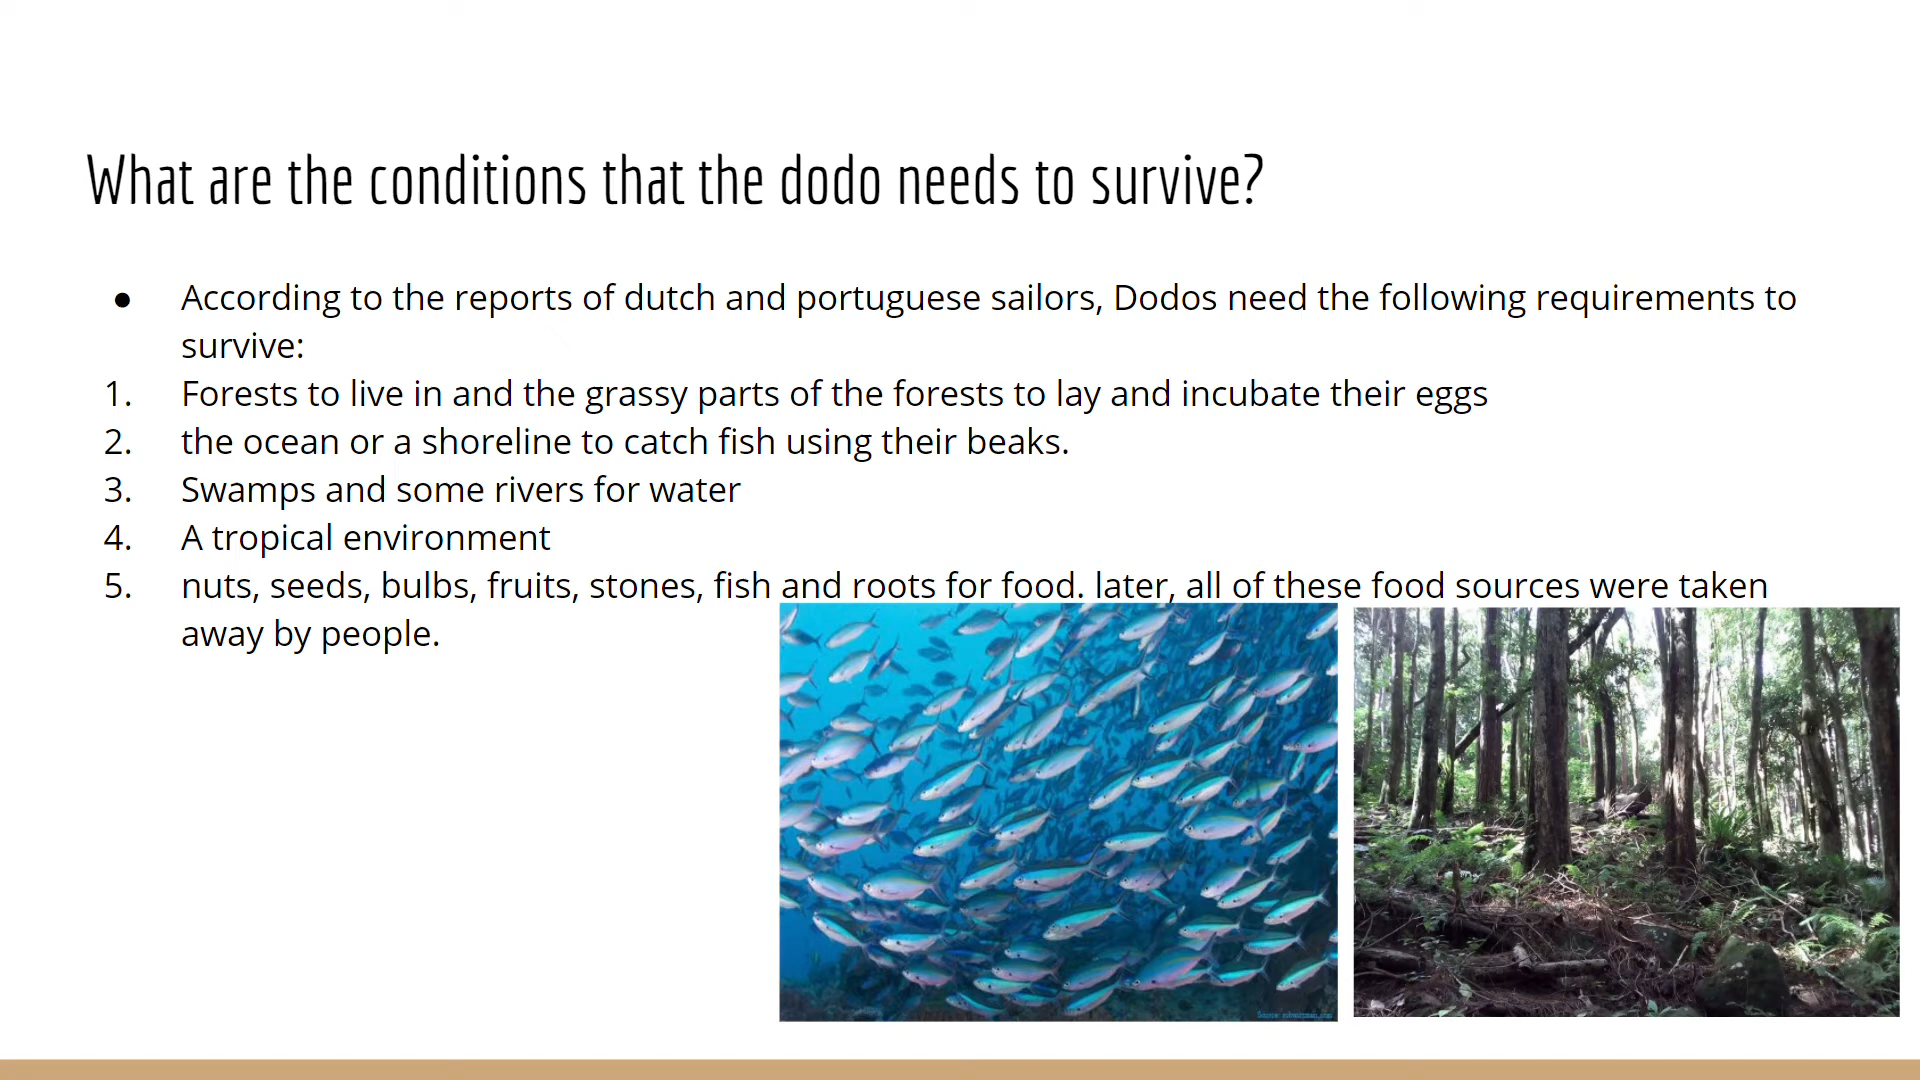 What are the conditions that the dodo needs to survive?
● According to the reports of dutch and portuguese sailors, Dodos need the following requirements to
survive:
1. Forests to live in and the grassy parts of the forests to lay and incubate their eggs
2. the ocean or a shoreline to catch fish using their beaks.
3. Swamps and some rivers for water
4. A tropical environment
5. nuts, seeds, bulbs, fruits, stones, fish and roots for food. later, all of these food sources were taken
away by people.
Source: